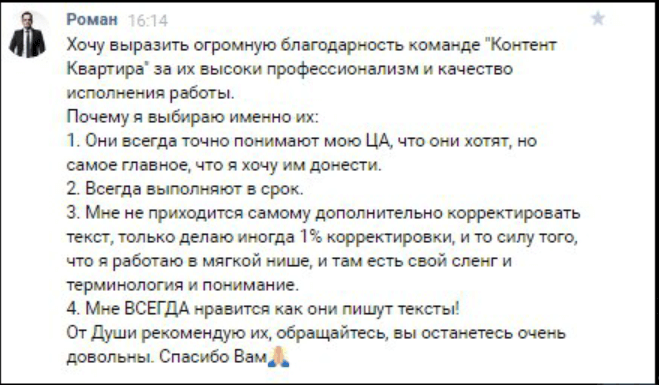 Роман 16:14
Хочу выразить огромную благодарность команде "Контент
Квартира" за их высоки профессионализм и качество
исполнения работы.
Почему я выбираю именно их:
1. Они всегда точно понимают мою ЦА, что они хотят, но
самое главное, что я хочу им донести.
2. Всегда выполняют в срок.
3. Мне не приходится самому дополнительно корректировать
текст, только делаю иногда 1% корректировки, и то силу того,
что я работаю в мягкой нише, и там есть свой сленг и
терминология и понимание.
4. Мне ВСЕГДА нравится как они пишут тексты!
От Души рекомендую их, обращайтесь, вы останетесь очень
довольны. Спасибо Вам🙏🏼